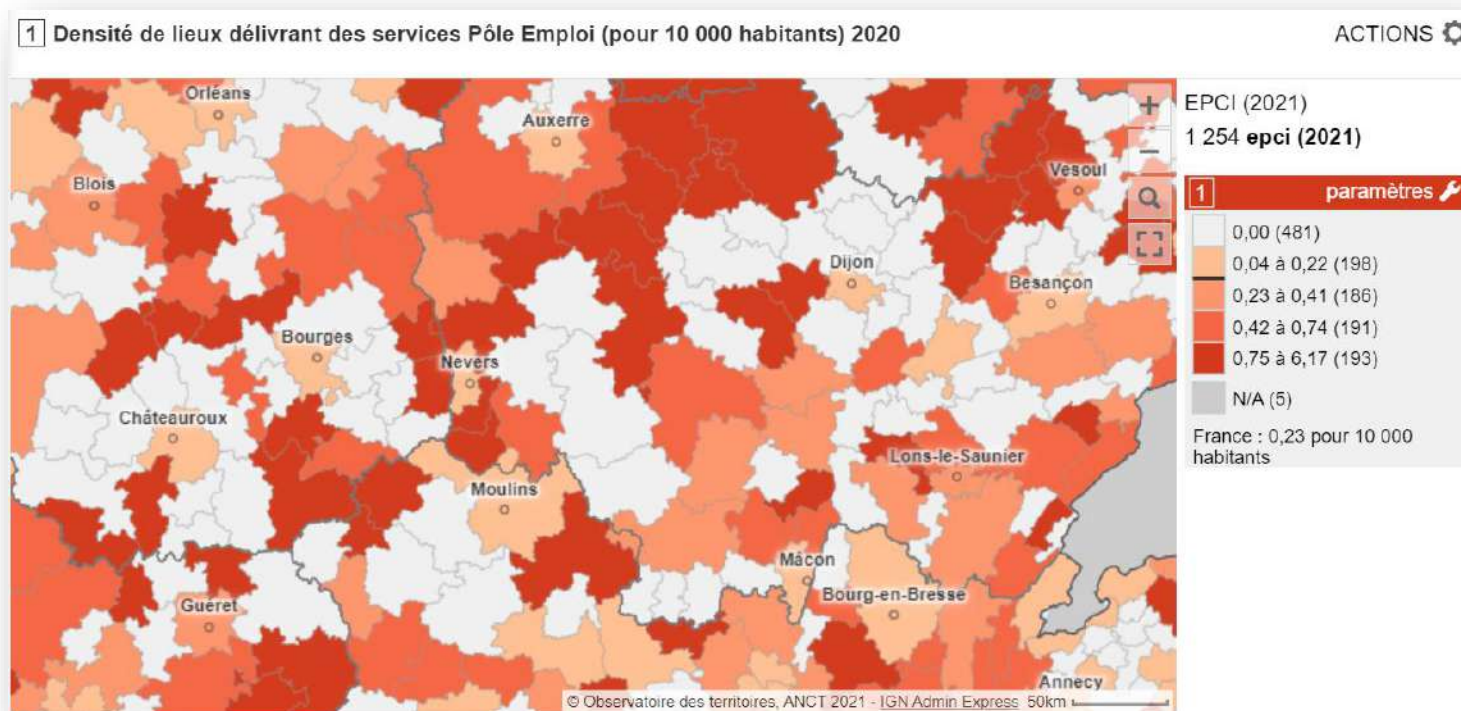 1 Densité de lieux délivrant des services Pôle Emploi (pour 10 000 habitants) 2020
ACTIONS
Orléans
Auxerre
Blois
Vesoul
Dijon
Besançon
Bourges
Nevers
Châteauroux
Lons-le-Saunier
Moulins
Mâcon
Bourg-en-Bresse
Guéret
Annecy
© Observatoire des territoires, ANCT 2021 - IGN Admin Express 50km
+
−
EPCI (2021)
1 254 epci (2021)
1 paramètres
0,00 (481)
0,04 à 0,22 (198)
0,23 à 0,41 (186)
0,42 à 0,74 (191)
0,75 à 6,17 (193)
N/A (5)
France : 0,23 pour 10 000
habitants